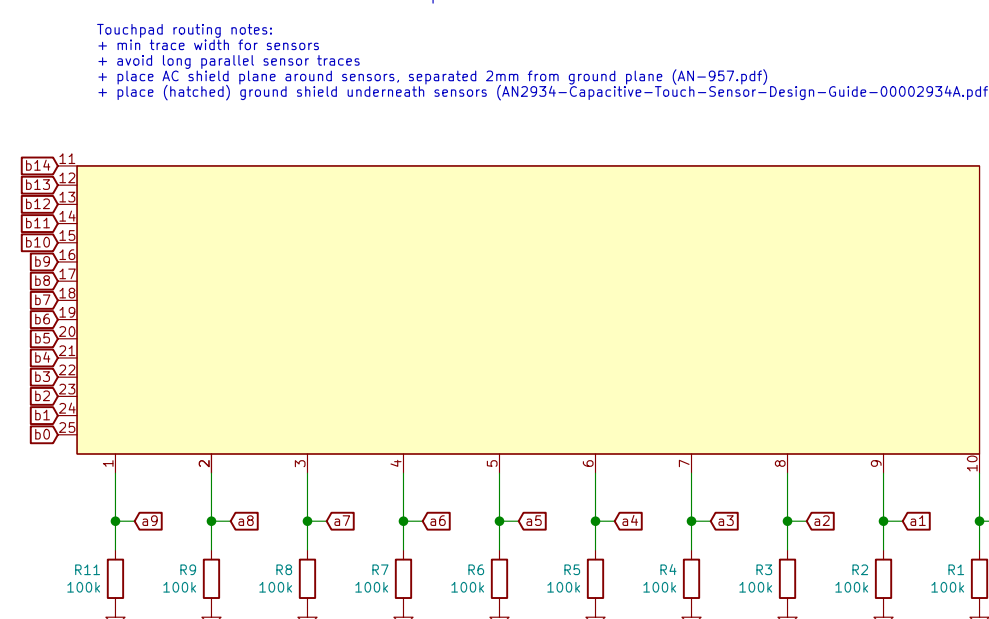 Touchpad routing notes:
+ min trace width for sensors
+ avoid long parallel sensor traces
+ place AC shield plane around sensors, separated 2mm from ground plane (AN-957.pdf)
+ place (hatched) ground shield underneath sensors (AN2934-Capacitive-Touch-Sensor-Design-Guide-00002934A.pdf
b14 11
b13 12
b12 13
b11 14
b10 15
b9 16
b8 17
b7 18
b6 19
b5 20
b4 21
b3 22
b2 23
b1 24
b0 25
1 2 3 4 5 6 7 8 9 10
a9 a8 a7 a6 a5 a4 a3 a2 a1
R11 R9 R8 R7 R6 R5 R4 R3 R2 R1
100k 100k 100k 100k 100k 100k 100k 100k 100k 100k